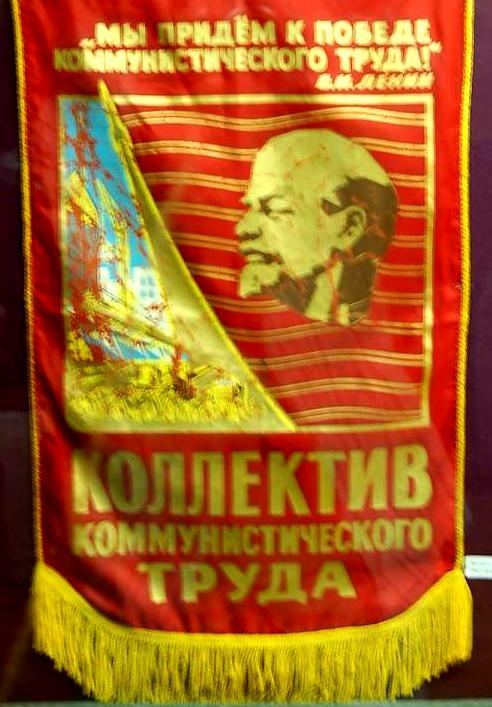 „МЫ ПРИДЁМ К ПОБЕДЕ
КОММУНИСТИЧЕСКОГО ТРУДА!“
В.И.ЛЕНИН
КОЛЛЕКТИВ
КОММУНИСТИЧЕСКОГО
ТРУДА